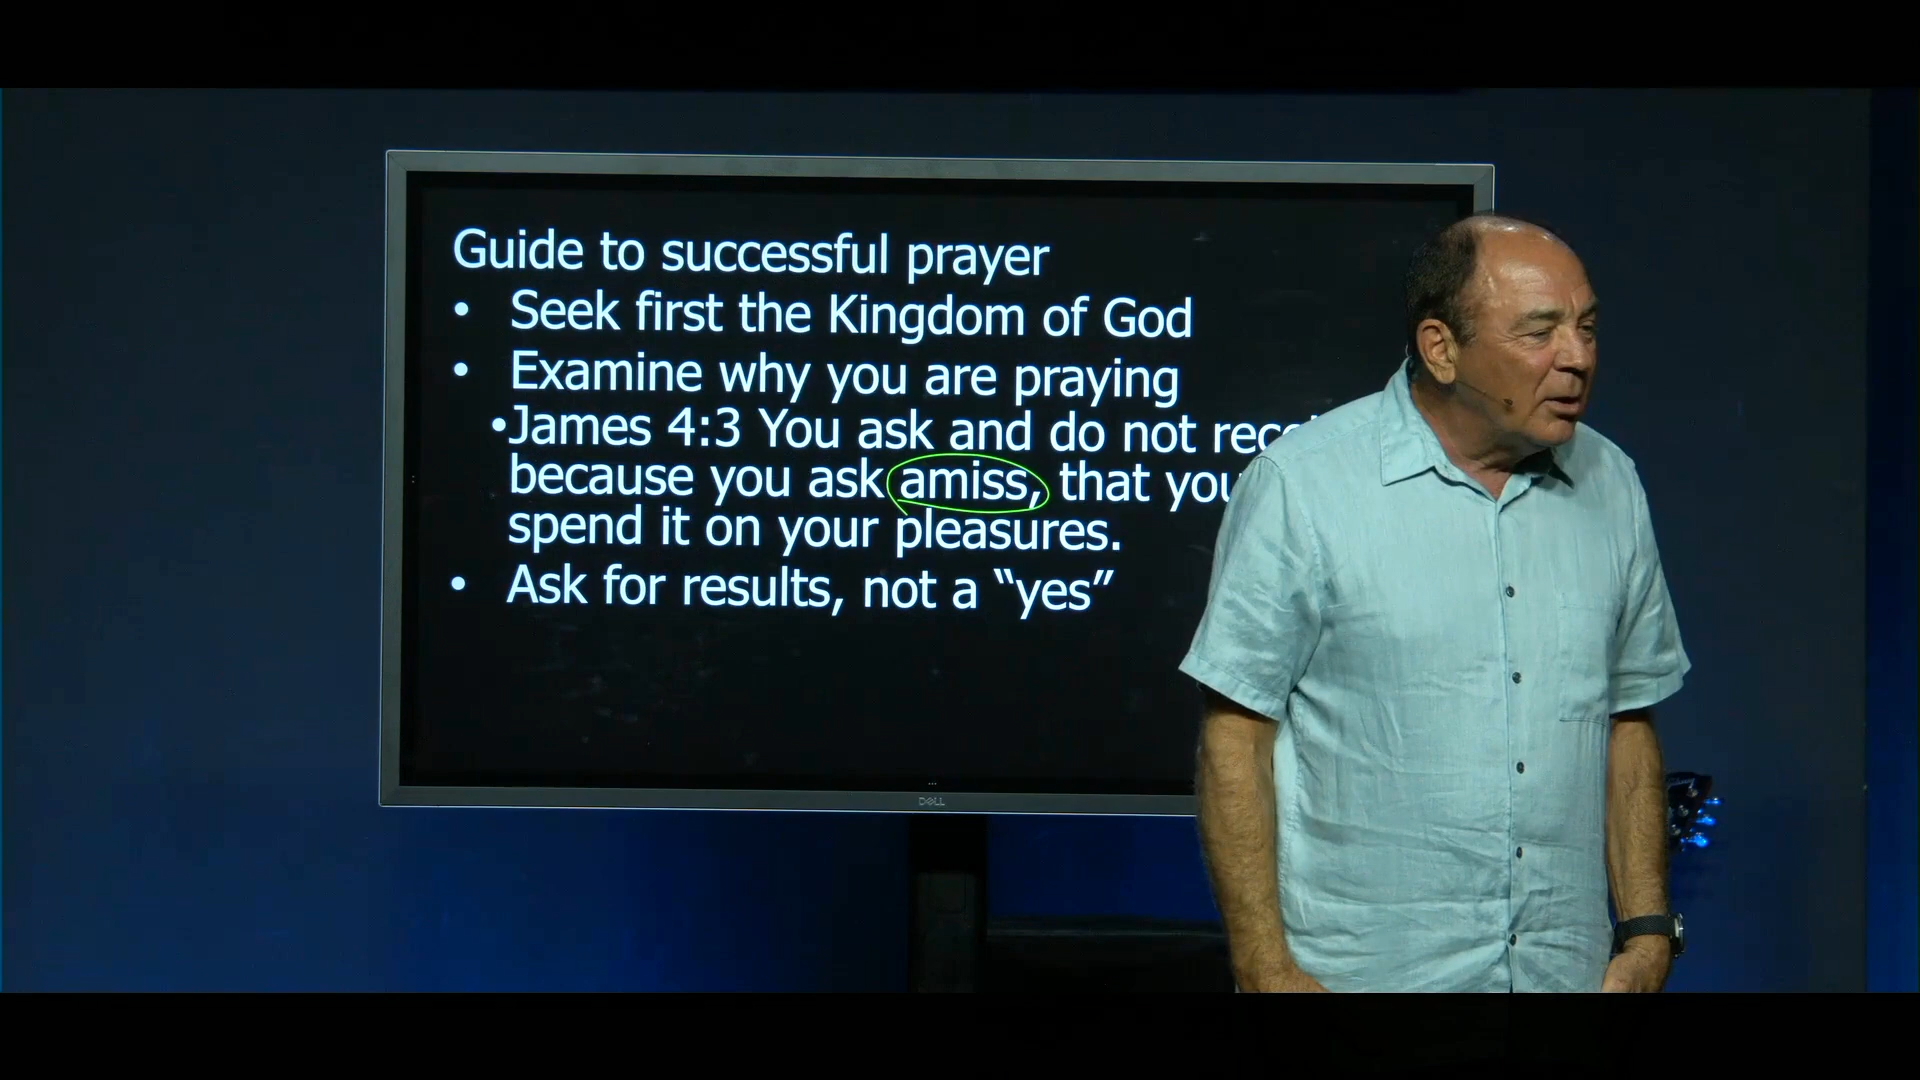 Guide to successful prayer
• Seek first the Kingdom of God
• Examine why you are praying
•James 4:3 You ask and do not
because you ask amiss, that you
spend it on your pleasures.
• Ask for results, not a “yes”
DELL